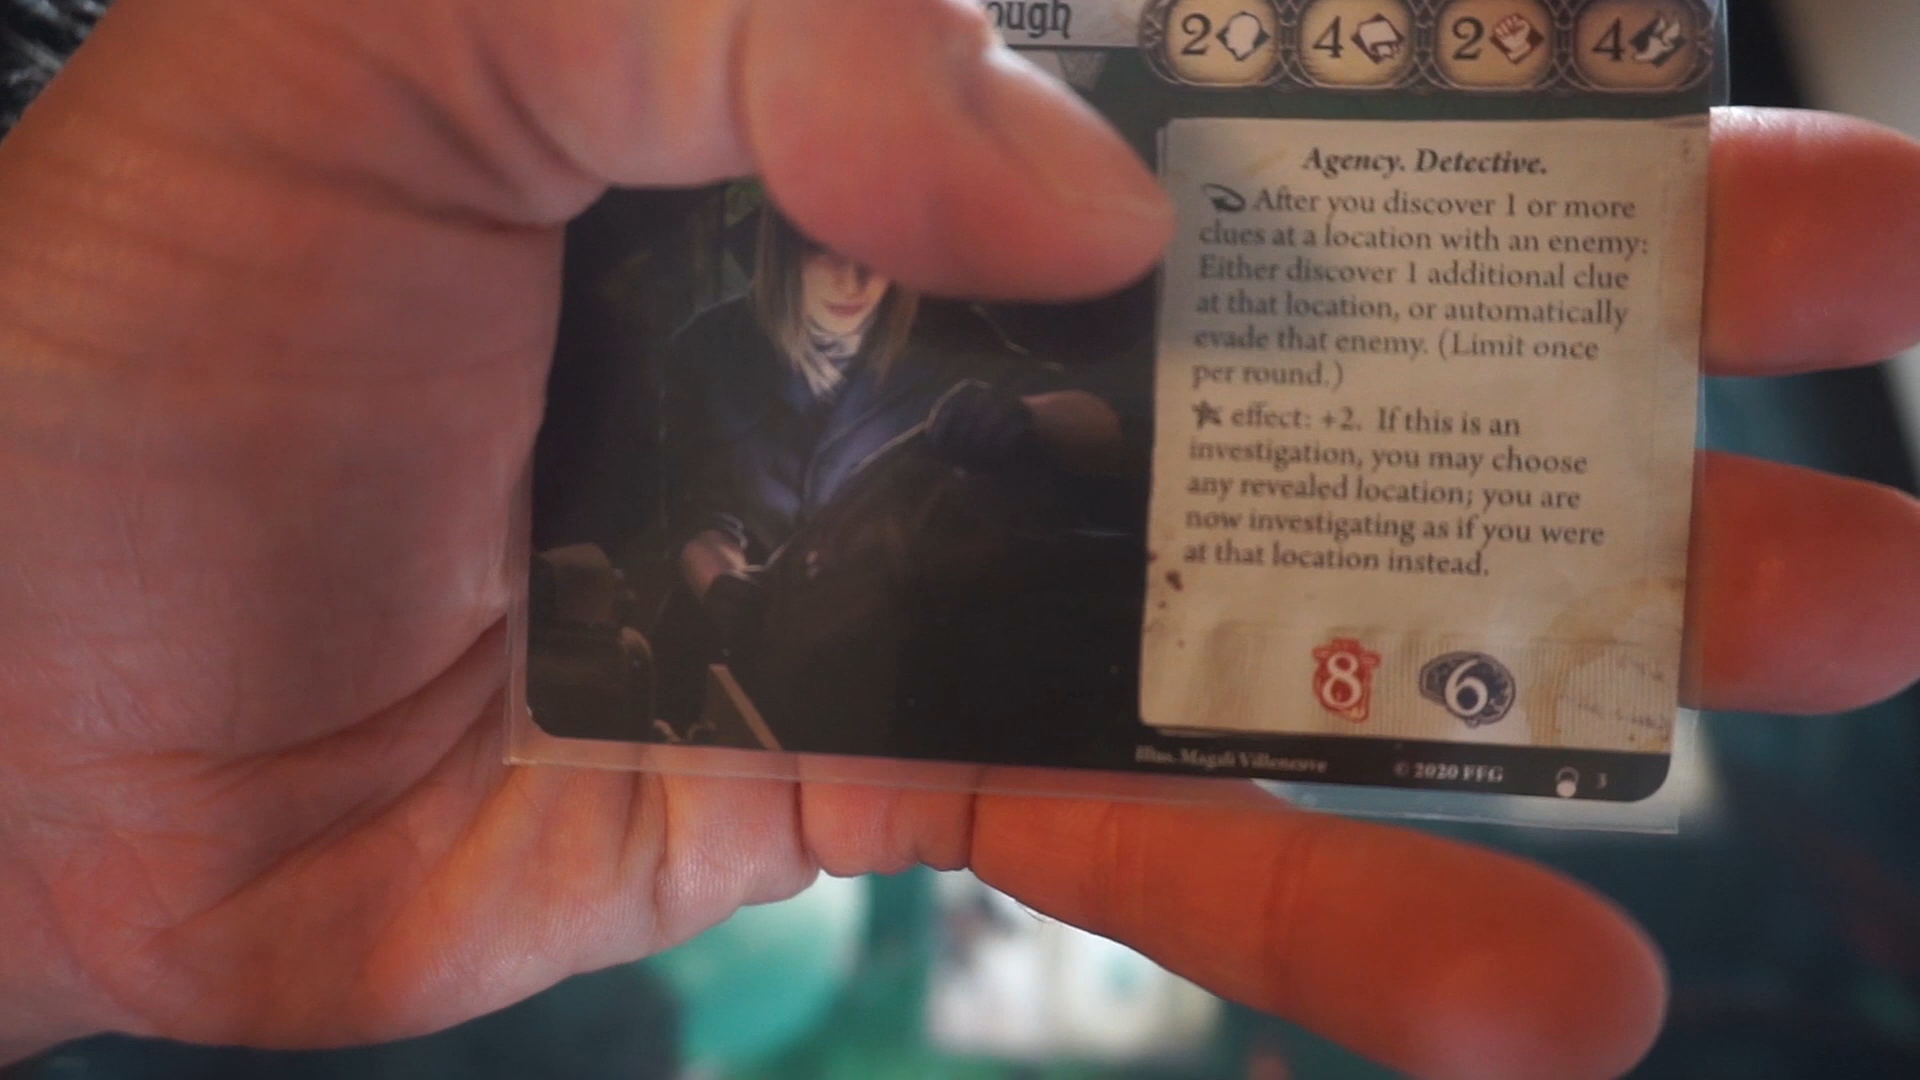 ough
2 4 2 4
Agency. Detective.
After you discover 1 or more
clues at a location with an enemy:
Either discover 1 additional clue
at that location, or automatically
evade that enemy. (Limit once
per round.)
effect: +2. If this is an
investigation, you may choose
any revealed location; you are
now investigating as if you were
at that location instead.
8 6
Illus. Magali Villeneuve © 2020 FFG 3